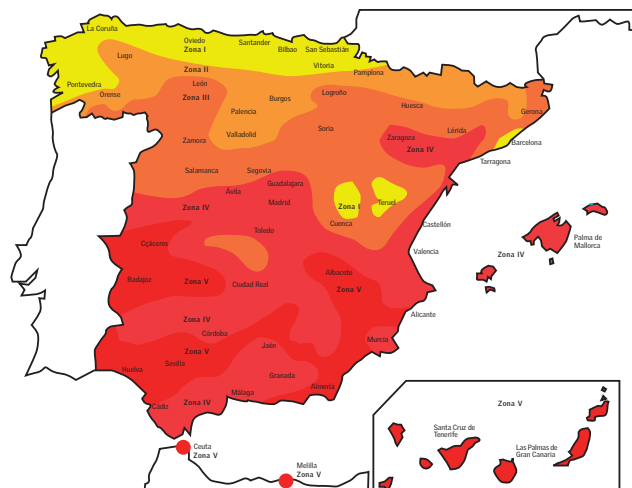 La Coruña
Oviedo
Zona I
Santander
Bilbao
San Sebastián
Lugo
Vitoria
Zona II
Pamplona
Pontevedra
León
Orense
Zona III
Burgos
Logroño
Huesca
Palencia
Gerona
Valladolid
Soria
Zaragoza
Lérida
Zamora
Zona IV
Barcelona
Tarragona
Salamanca
Segovia
Guadalajara
Ávila
Madrid
Zona IV
Zona I
Teruel
Cuenca
Castellón
Toledo
Palma de
Mallorca
Cçáceres
Valencia
Zona IV
Albacete
Badajoz
Zona V
Ciudad Real
Zona V
Alicante
Zona IV
Córdoba
Murcia
Zona V
Jaén
Sevilla
Huelva
Granada
Almería
Málaga
Cádiz
Zona IV
Zona V
Santa Cruz de
Tenerife
Las Palmas de
Gran Canaria
Ceuta
Zona V
Melilla
Zona V